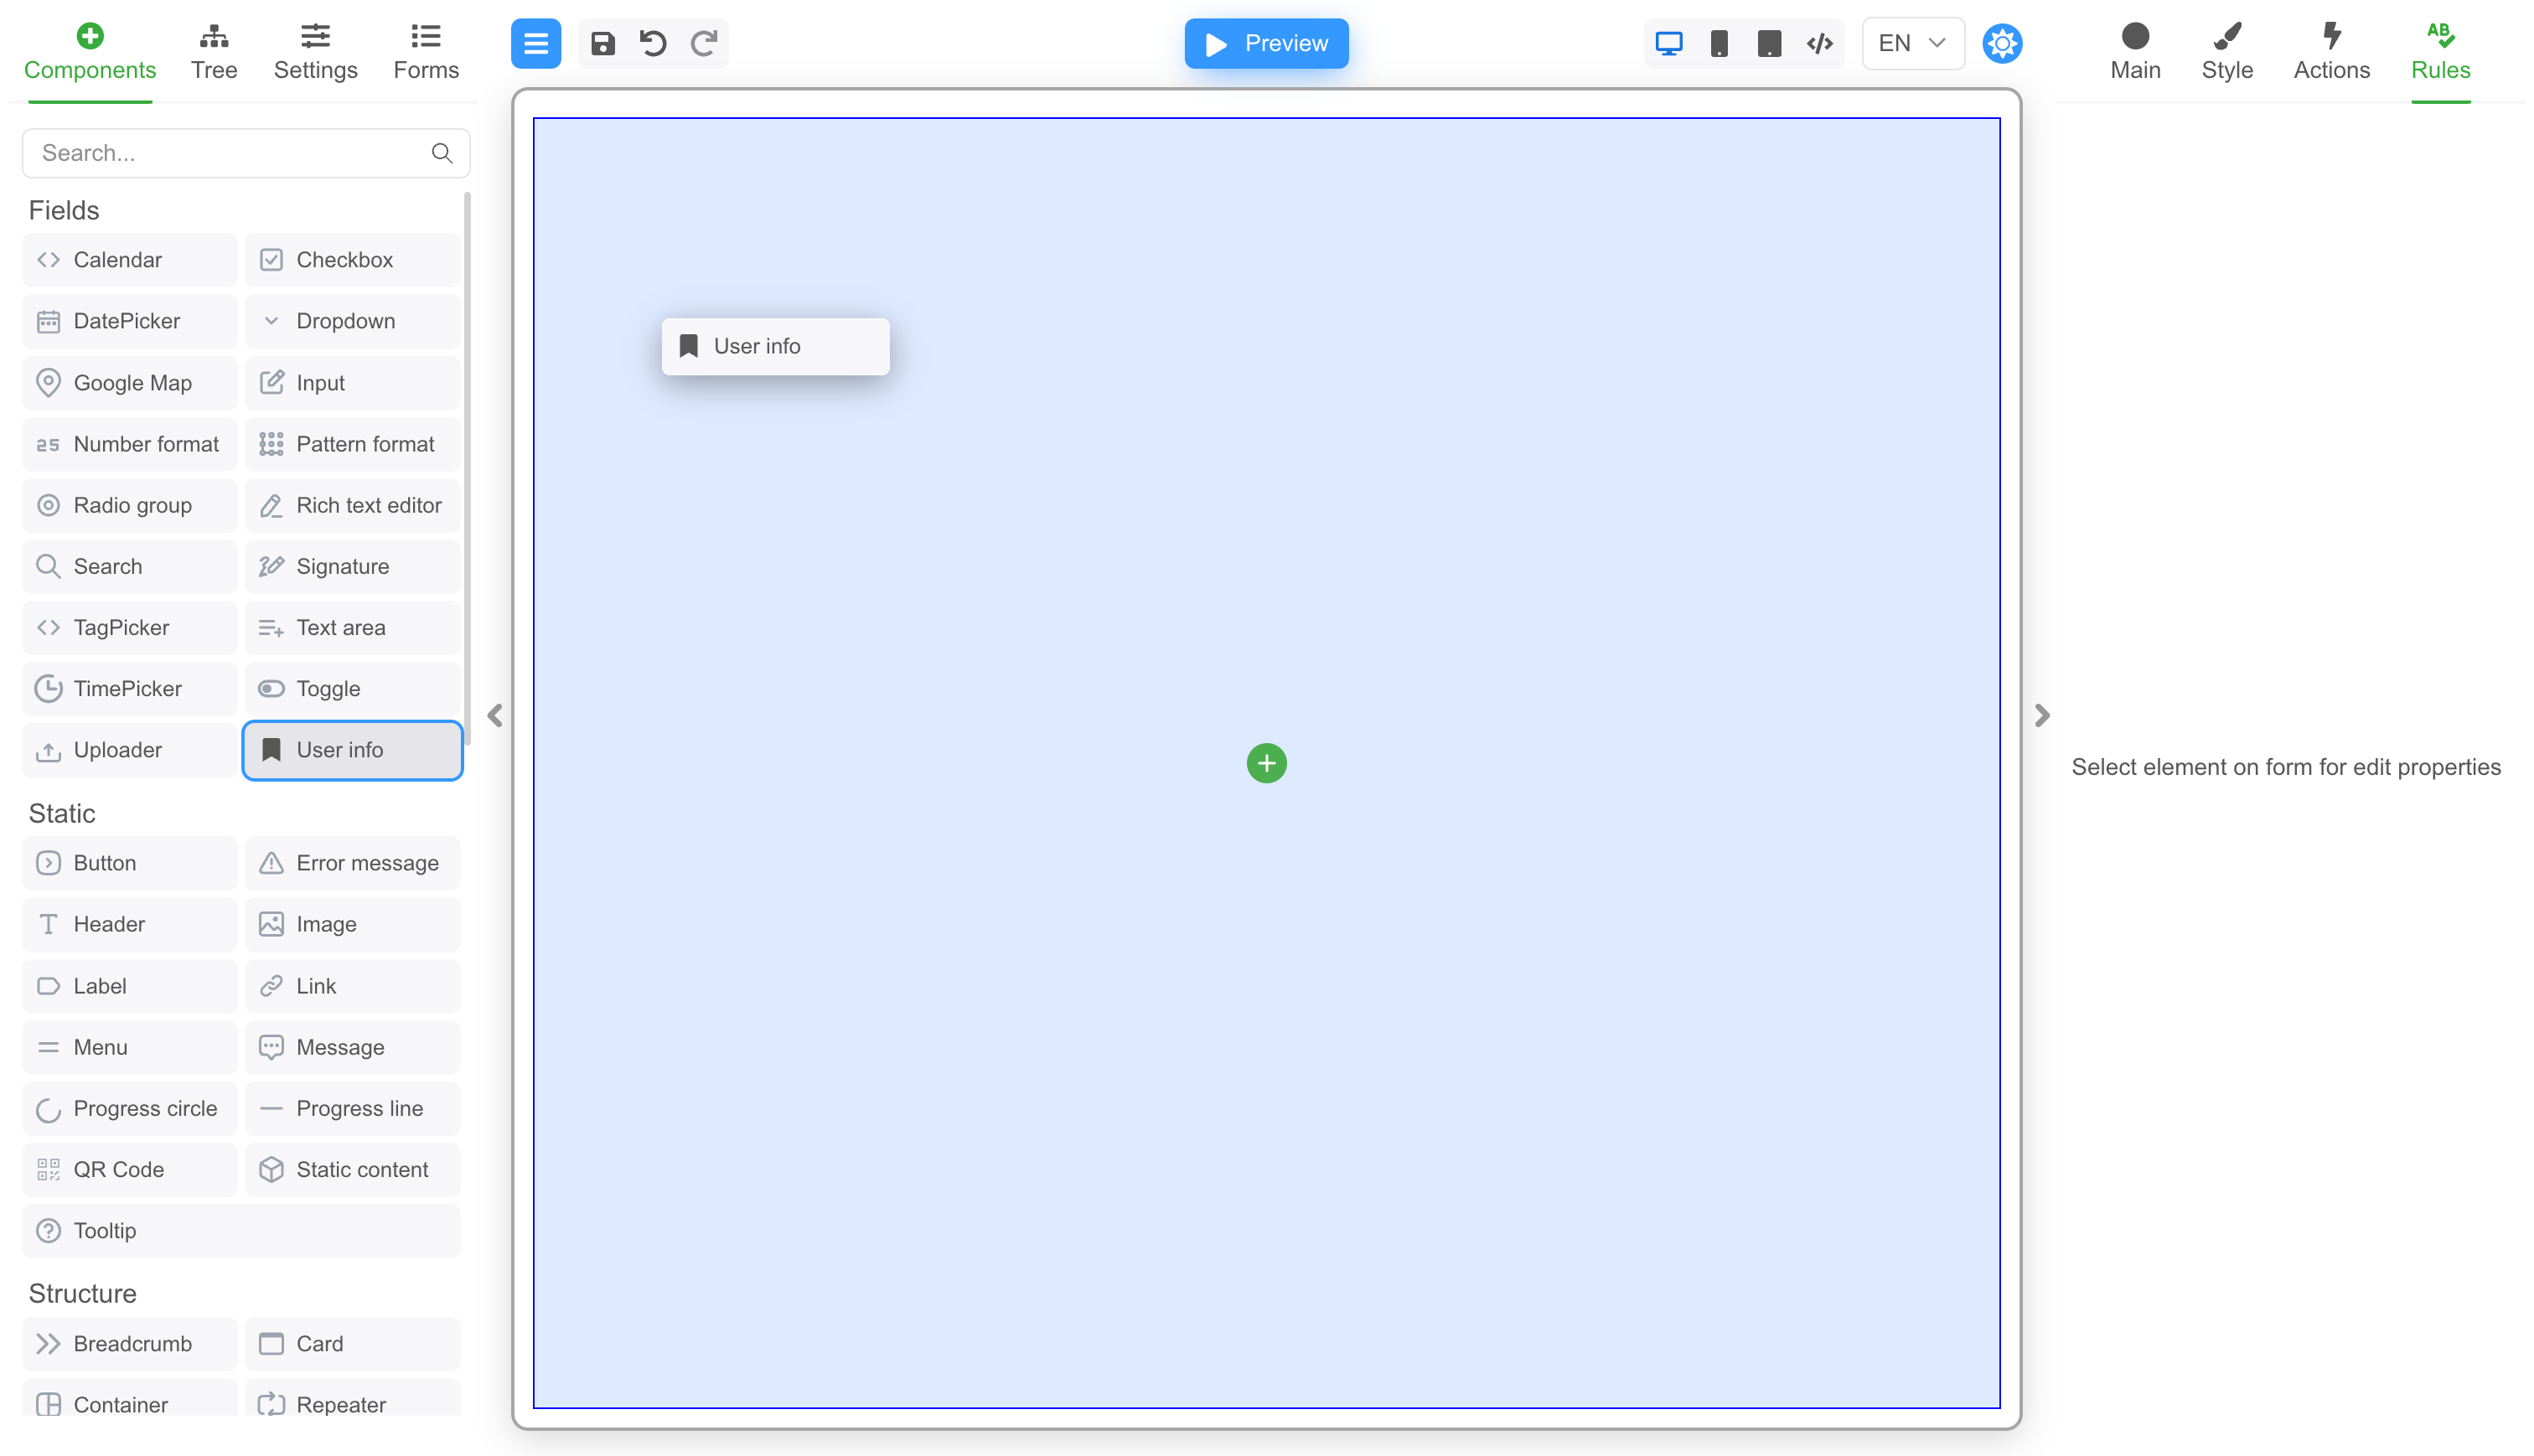 Components Tree Settings Forms
Preview
EN
Main Style Actions Rules
Search...
Fields
Calendar Checkbox
DatePicker Dropdown
Google Map Input
Number format Pattern format
Radio group Rich text editor
Search Signature
TagPicker Text area
TimePicker Toggle
Uploader User info
Static
Button Error message
Header Image
Label Link
Menu Message
Progress circle Progress line
QR Code Static content
Tooltip
Structure
Breadcrumb Card
Container Repeater
User info
Select element on form for edit properties